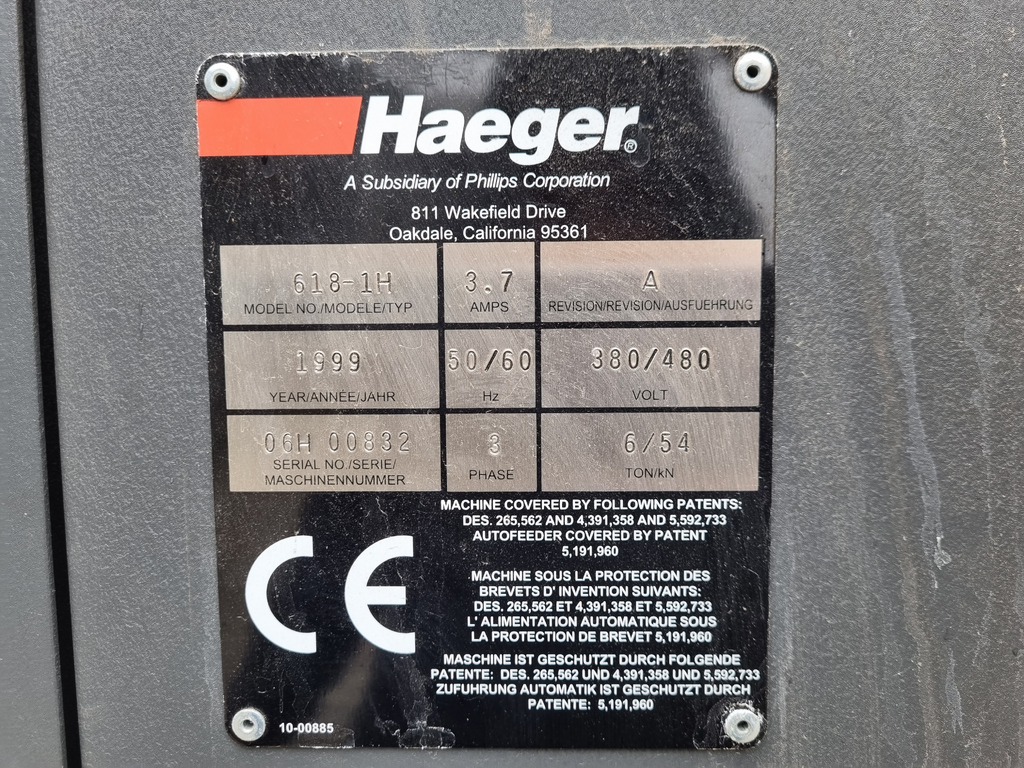 Haeger®
A Subsidiary of Phillips Corporation
811 Wakefield Drive
Oakdale, California 95361
618-1H
MODEL NO./MODELE/TYP
3.7
AMPS
A
REVISION/REVISION/AUSFUEHRUNG
1999
YEAR/ANNÉE/JAHR
50/60
Hz
380/480
VOLT
06H 00832
SERIAL NO./SERIE/
MASCHINENNUMMER
3
PHASE
6/54
TON/kN
MACHINE COVERED BY FOLLOWING PATENTS:
DES. 265,562 AND 4,391,358 AND 5,592,733
AUTOFEEDER COVERED BY PATENT
5,191,960
MACHINE SOUS LA PROTECTION DES
BREVETS D' INVENTION SUIVANTS:
DES. 265,562 ET 4,391,358 ET 5,592,733
L' ALIMENTATION AUTOMATIQUE SOUS
LA PROTECTION DE BREVET 5,191,960
MASCHINE IST GESCHUTZT DURCH FOLGENDE
PATENTE: DES. 265,562 UND 4,391,358 UND 5,592,733
ZUFUHRUNG AUTOMATIK IST GESCHUTZT DURCH
PATENTE: 5,191,960
CE
10-00885